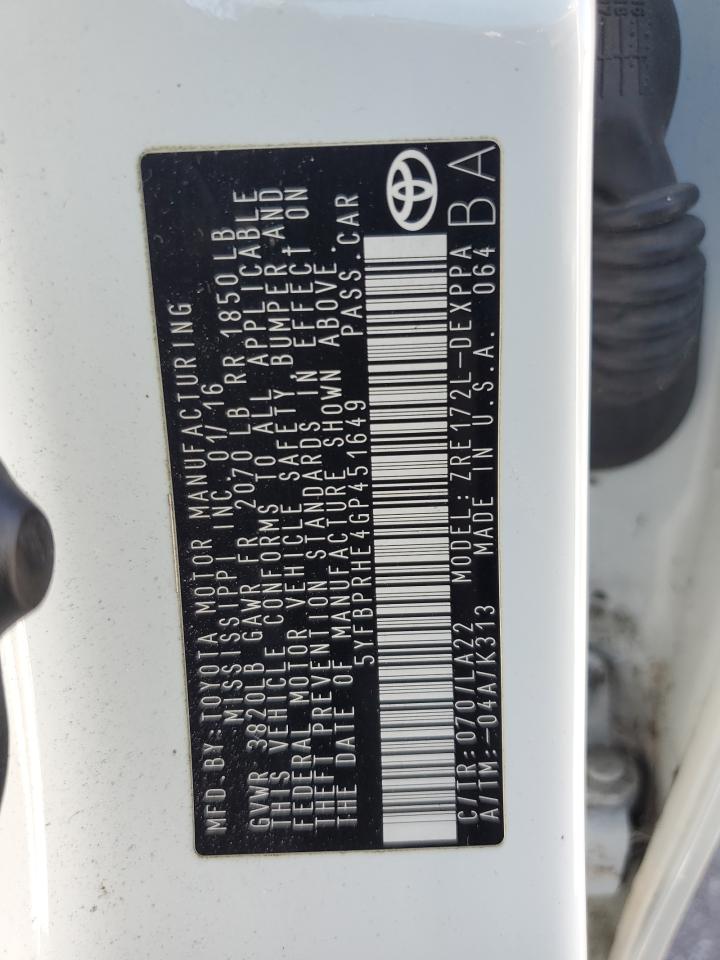 MFD.BY:TOYOTA MOTOR MANUFACTURING
MISSISSIPPI INC.01/16
GVWR 3820LB GAWR FR 2070 LB RR 1850LB
THIS VEHICLE CONFORMS TO ALL APPLICABLE
FEDERAL MOTOR VEHICLE SAFETY, BUMPER AND
THEFT PREVENTION STANDARDS IN EFFECT ON
THE DATE OF MANUFACTURE SHOWN ABOVE.
5YFBPRHE4GP451649 PASS.CAR
C/TR:070/LA22 MODEL:ZRE172L-DEXPPA
A/TM:-04A/K313 MADE IN U.S.A. 064
BA